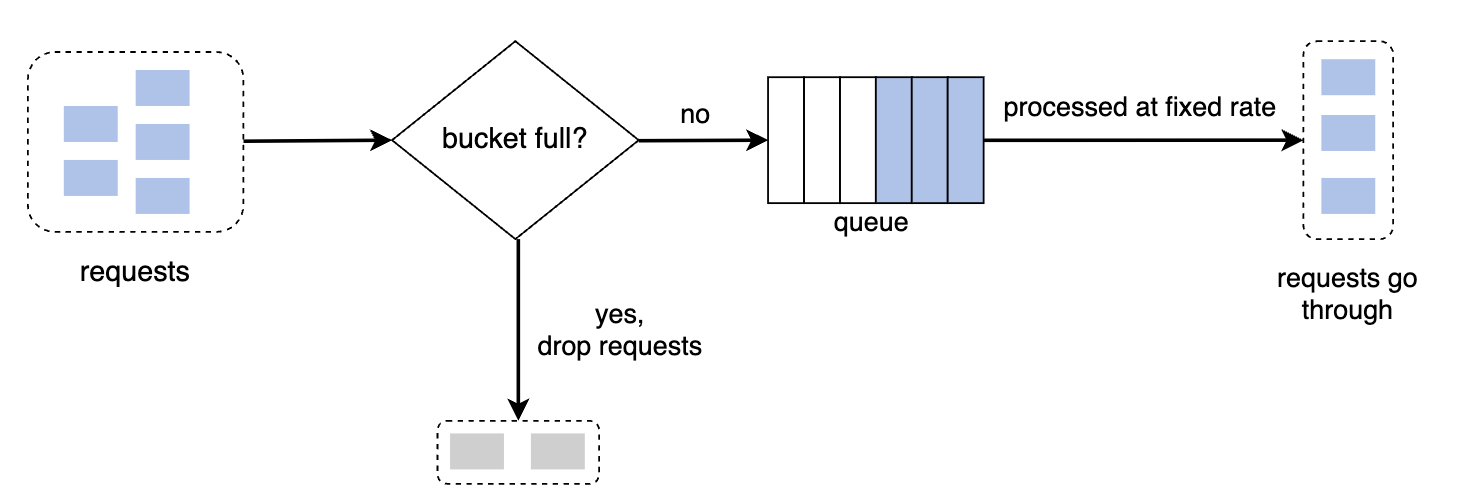 requests
bucket full?
no
queue
processed at fixed rate
requests go
through
yes,
drop requests